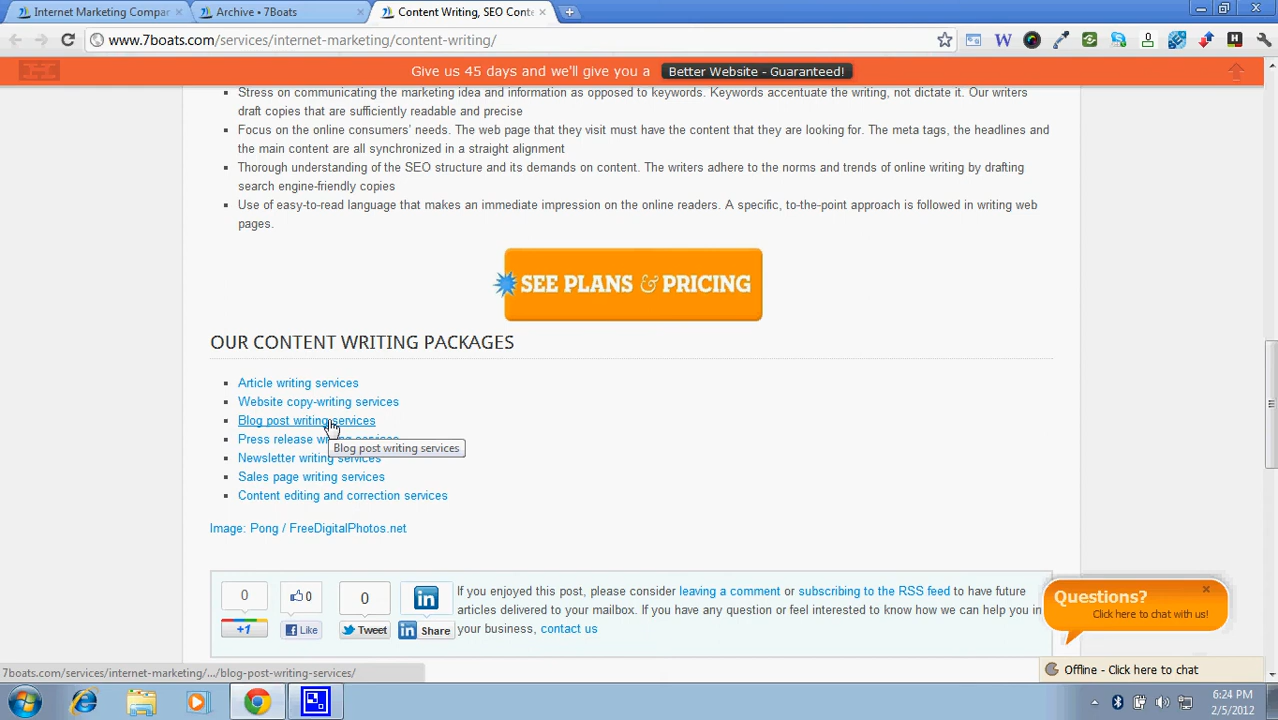 Internet Marketing Compan
Archive • 7Boats
Content Writing, SEO Conte
www.7boats.com/services/internet-marketing/content-writing/
Give us 45 days and we'll give you a Better Website - Guaranteed!
Stress on communicating the marketing idea and information as opposed to keywords. Keywords accentuate the writing, not dictate it. Our writers
draft copies that are sufficiently readable and precise
Focus on the online consumers' needs. The web page that they visit must have the content that they are looking for. The meta tags, the headlines and
the main content are all synchronized in a straight alignment
Thorough understanding of the SEO structure and its demands on content. The writers adhere to the norms and trends of online writing by drafting
search engine-friendly copies
Use of easy-to-read language that makes an immediate impression on the online readers. A specific, to-the-point approach is followed in writing web
pages.
SEE PLANS & PRICING
OUR CONTENT WRITING PACKAGES
Article writing services
Website copy-writing services
Blog post writing services
Press release writing services
Blog post writing services
Newsletter writing services
Sales page writing services
Content editing and correction services
Image: Pong / FreeDigitalPhotos.net
0
+1
0
Like
0
Tweet
in
in Share
If you enjoyed this post, please consider leaving a comment or subscribing to the RSS feed to have future
articles delivered to your mailbox. If you have any question or feel interested to know how we can help you in
your business, contact us
Questions?
Click here to chat with us!
Offline - Click here to chat
7boats.com/services/internet-marketing/.../blog-post-writing-services/
6:24 PM
2/5/2012